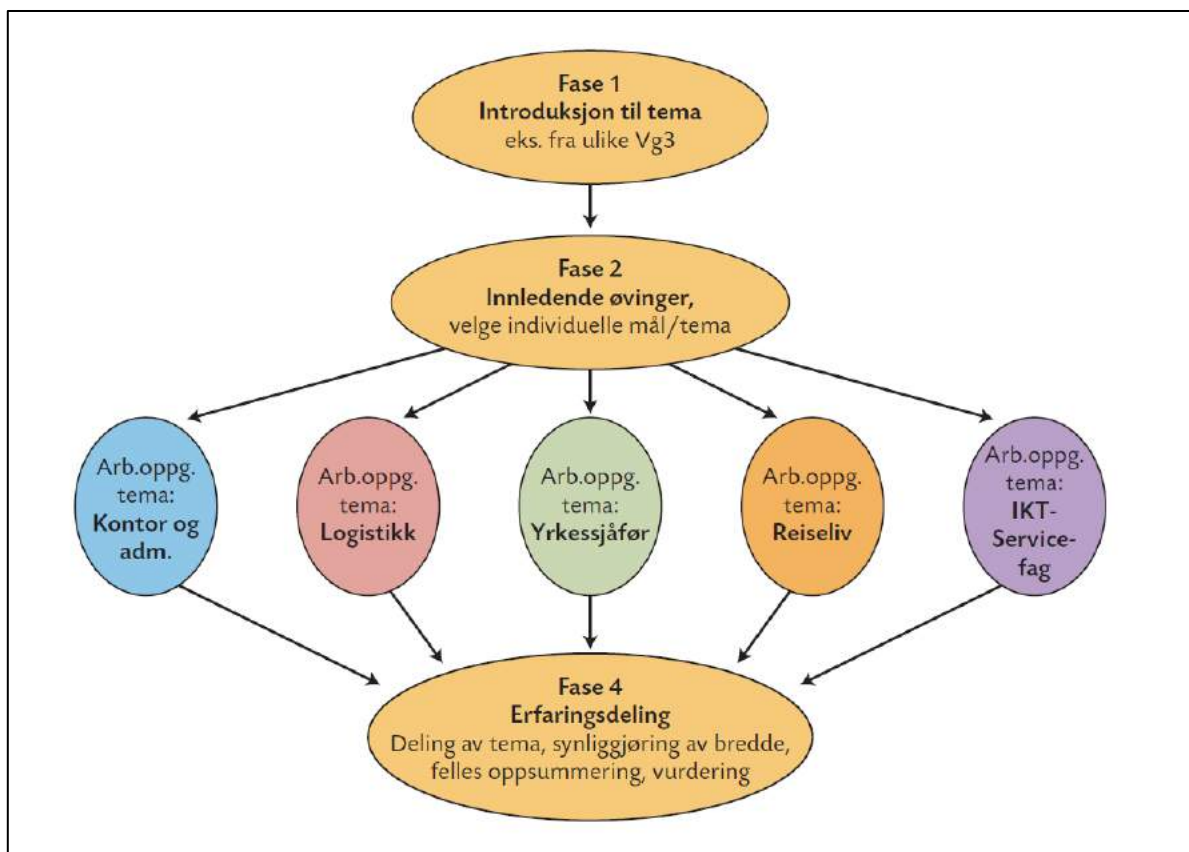 Fase 1
Introduksjon til tema
eks. fra ulike Vg3
Fase 2
Innledende øvinger,
velge individuelle mål/tema
Arb.oppg.
tema:
Kontor og
adm.
Arb.oppg.
tema:
Logistikk
Arb.oppg.
tema:
Yrkessjåfør
Arb.oppg.
tema:
Reiseliv
Arb.oppg.
tema:
IKT-
Service-
fag
Fase 4
Erfaringsdeling
Deling av tema, synliggjøring av bredde,
felles oppsummering, vurdering